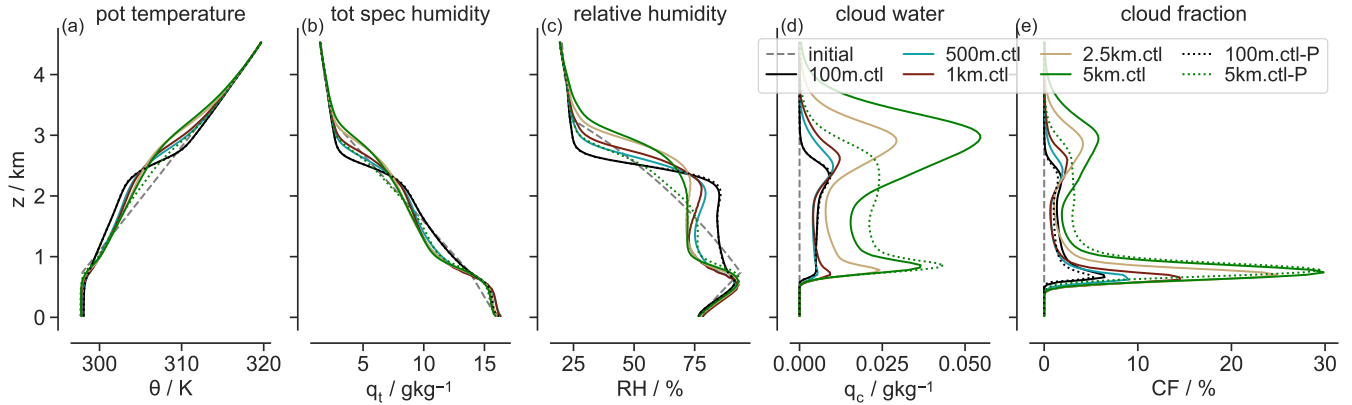 (a) pot temperature
(b) tot spec humidity
(c) relative humidity
(d) cloud water
(e) cloud fraction
initial
100m.ctl
500m.ctl
1km.ctl
2.5km.ctl
5km.ctl
100m.ctl-P
5km.ctl-P
z / km
4
3
2
1
0
300 310 320
θ / K
5 10 15
qt / gkg⁻¹
25 50 75
RH / %
0.000 0.025 0.050
qc / gkg⁻¹
0 10 20 30
CF / %